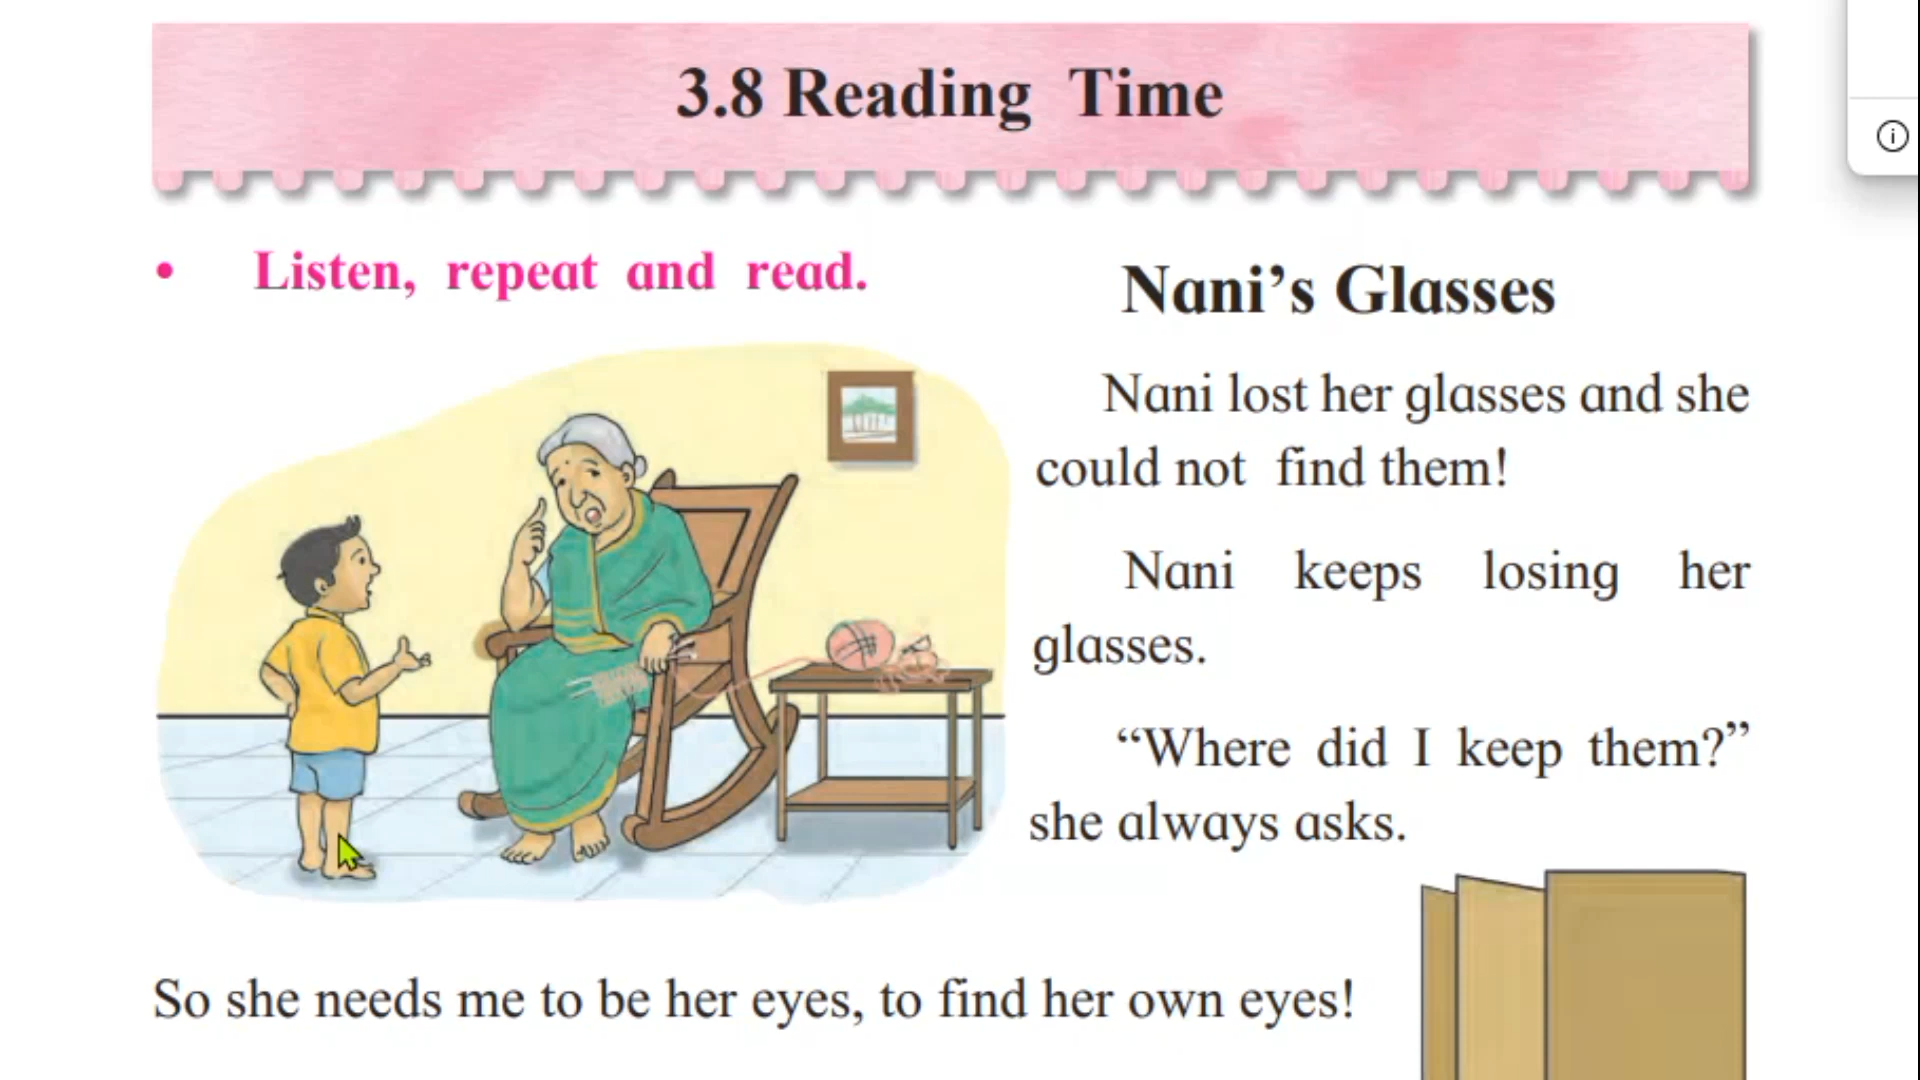 3.8 Reading Time
• Listen, repeat and read.
Nani’s Glasses
Nani lost her glasses and she
could not find them!
Nani keeps losing her
glasses.
“Where did I keep them?”
she always asks.
So she needs me to be her eyes, to find her own eyes!